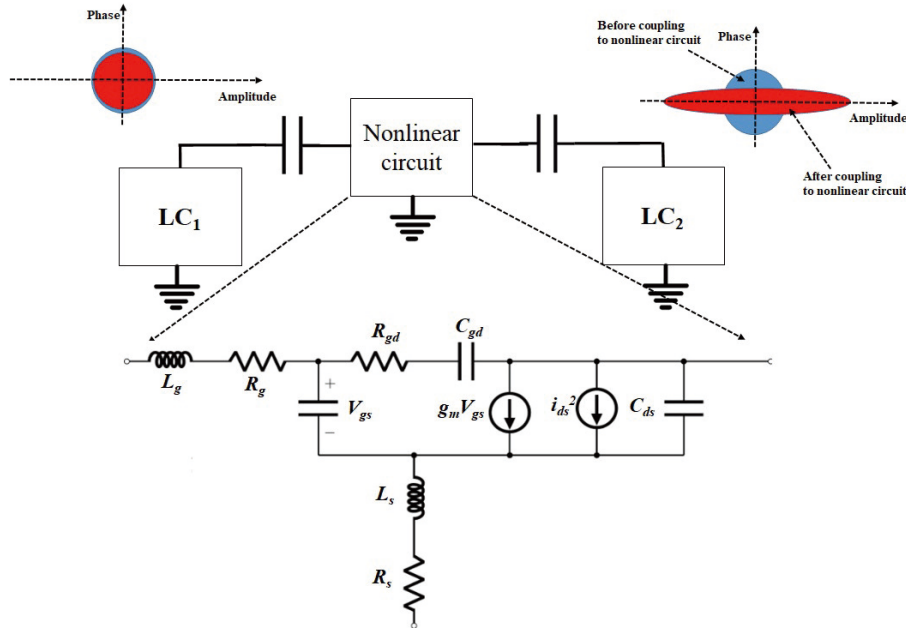 Phase
Amplitude
Before coupling
to nonlinear circuit
Phase
Amplitude
After coupling
to nonlinear circuit
Nonlinear
circuit
LC1
LC2
Lg
Rg
Rgd
Cgd
+
Vgs
−
gmVgs
ids2
Cds
Ls
Rs